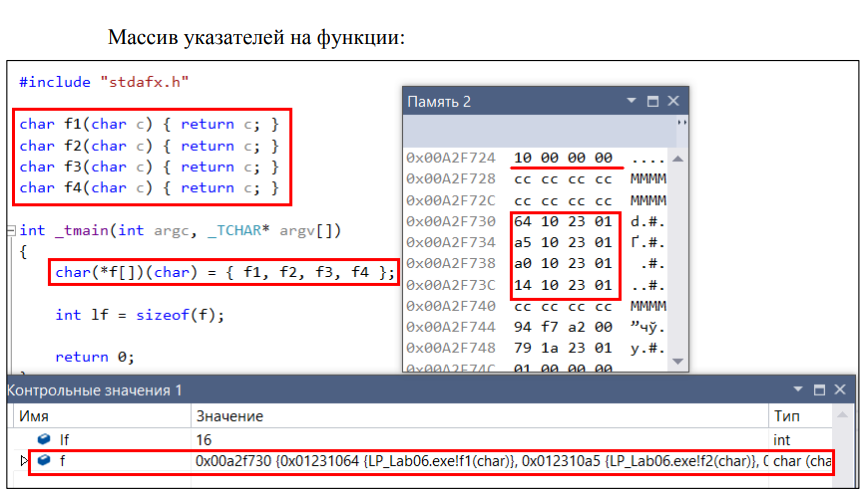 Массив указателей на функции:
#include "stdafx.h"
char f1(char c) { return c; }
char f2(char c) { return c; }
char f3(char c) { return c; }
char f4(char c) { return c; }
int _tmain(int argc, _TCHAR* argv[])
{
char(*f[])(char) = { f1, f2, f3, f4 };
int lf = sizeof(f);
return 0;
Память 2
0x00A2F724 10 00 00 00 ....
0x00A2F728 cc cc cc cc ММММ
0x00A2F72C cc cc cc cc ММММ
0x00A2F730 64 10 23 01 d.#.
0x00A2F734 a5 10 23 01 Ґ.#.
0x00A2F738 a0 10 23 01 .#.
0x00A2F73C 14 10 23 01 ..#.
0x00A2F740 cc cc cc cc ММММ
0x00A2F744 94 f7 a2 00 ”чў.
0x00A2F748 79 1a 23 01 y.#.
0x00A2F74C 01 00 00 00
Контрольные значения 1
Имя Значение Тип
lf 16 int
f 0x00a2f730 {0x01231064 {LP_Lab06.exe!f1(char)}, 0x012310a5 {LP_Lab06.exe!f2(char)}, char (cha